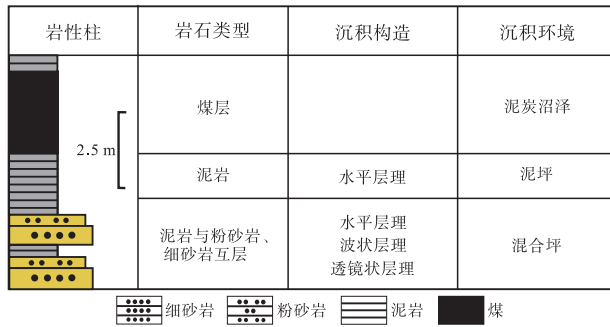 岩性柱 岩石类型 沉积构造 沉积环境
煤层 泥炭沼泽
2.5 m
泥岩 水平层理 泥坪
泥岩与粉砂岩、
细砂岩互层
水平层理
波状层理
透镜状层理
混合坪
细砂岩 粉砂岩 泥岩 煤